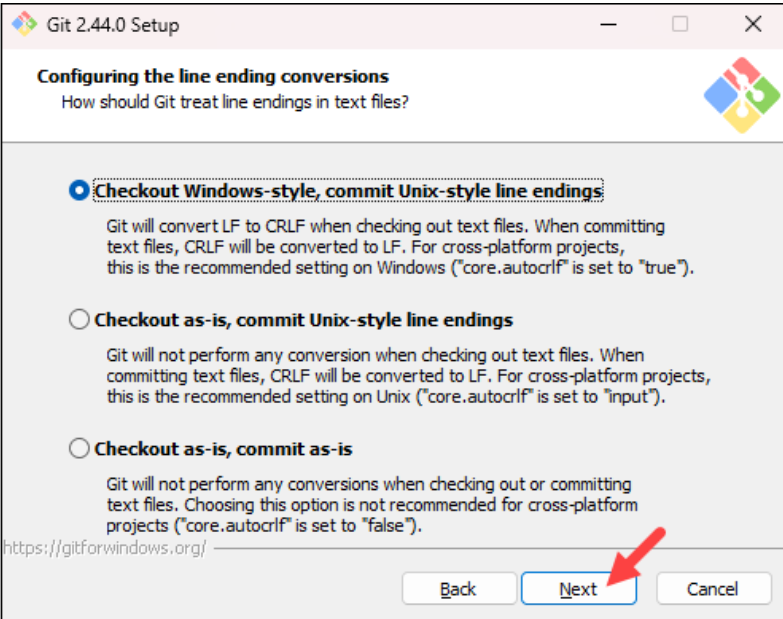 Git 2.44.0 Setup
Configuring the line ending conversions
How should Git treat line endings in text files?
Checkout Windows-style, commit Unix-style line endings
Git will convert LF to CRLF when checking out text files. When committing
text files, CRLF will be converted to LF. For cross-platform projects,
this is the recommended setting on Windows ("core.autocrlf" is set to "true").
Checkout as-is, commit Unix-style line endings
Git will not perform any conversion when checking out text files. When
committing text files, CRLF will be converted to LF. For cross-platform projects,
this is the recommended setting on Unix ("core.autocrlf" is set to "input").
Checkout as-is, commit as-is
Git will not perform any conversions when checking out or committing
text files. Choosing this option is not recommended for cross-platform
projects ("core.autocrlf" is set to "false").
https://gitforwindows.org/
Back Next Cancel